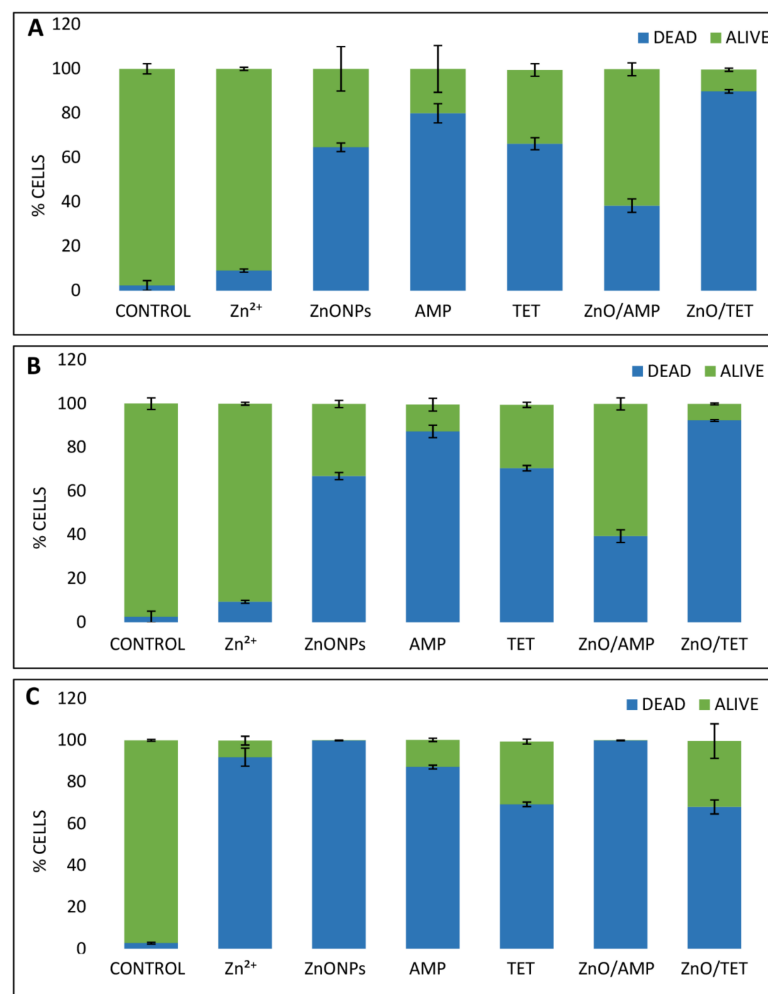 A
120
DEAD ALIVE
100
80
60
40
20
0
% CELLS
CONTROL Zn²⁺ ZnONPs AMP TET ZnO/AMP ZnO/TET
B
120
DEAD ALIVE
100
80
60
40
20
0
% CELLS
CONTROL Zn²⁺ ZnONPs AMP TET ZnO/AMP ZnO/TET
C
120
DEAD ALIVE
100
80
60
40
20
0
% CELLS
CONTROL Zn²⁺ ZnONPs AMP TET ZnO/AMP ZnO/TET